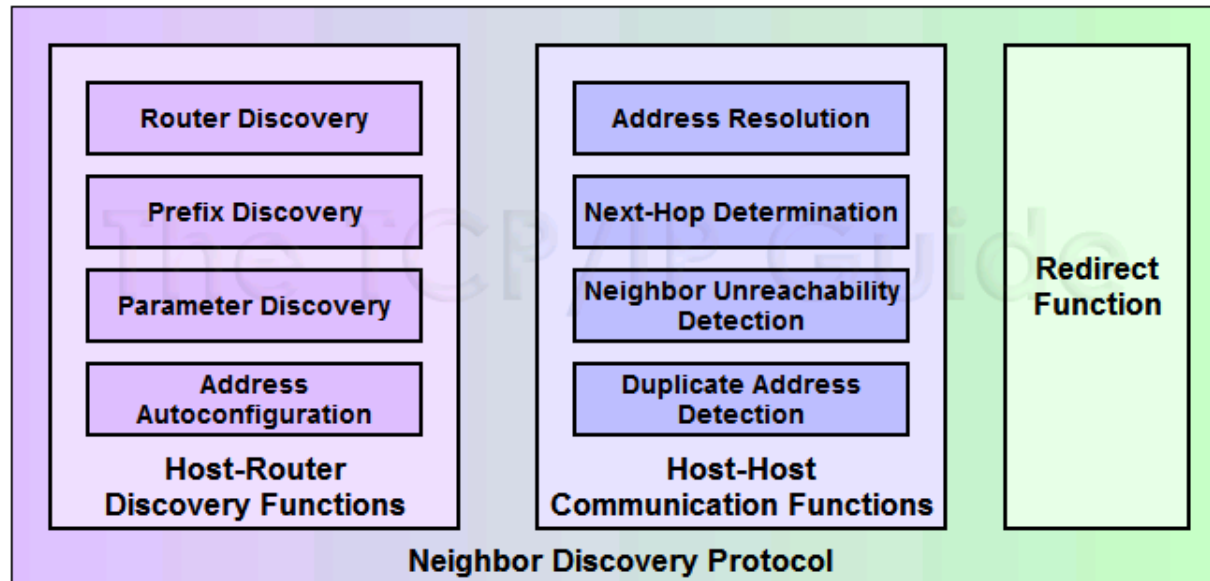 Router Discovery
Prefix Discovery
Parameter Discovery
Address
Autoconfiguration
Host-Router
Discovery Functions
Address Resolution
Next-Hop Determination
Neighbor Unreachability
Detection
Duplicate Address
Detection
Host-Host
Communication Functions
Redirect
Function
Neighbor Discovery Protocol
The TCP/IP Guide